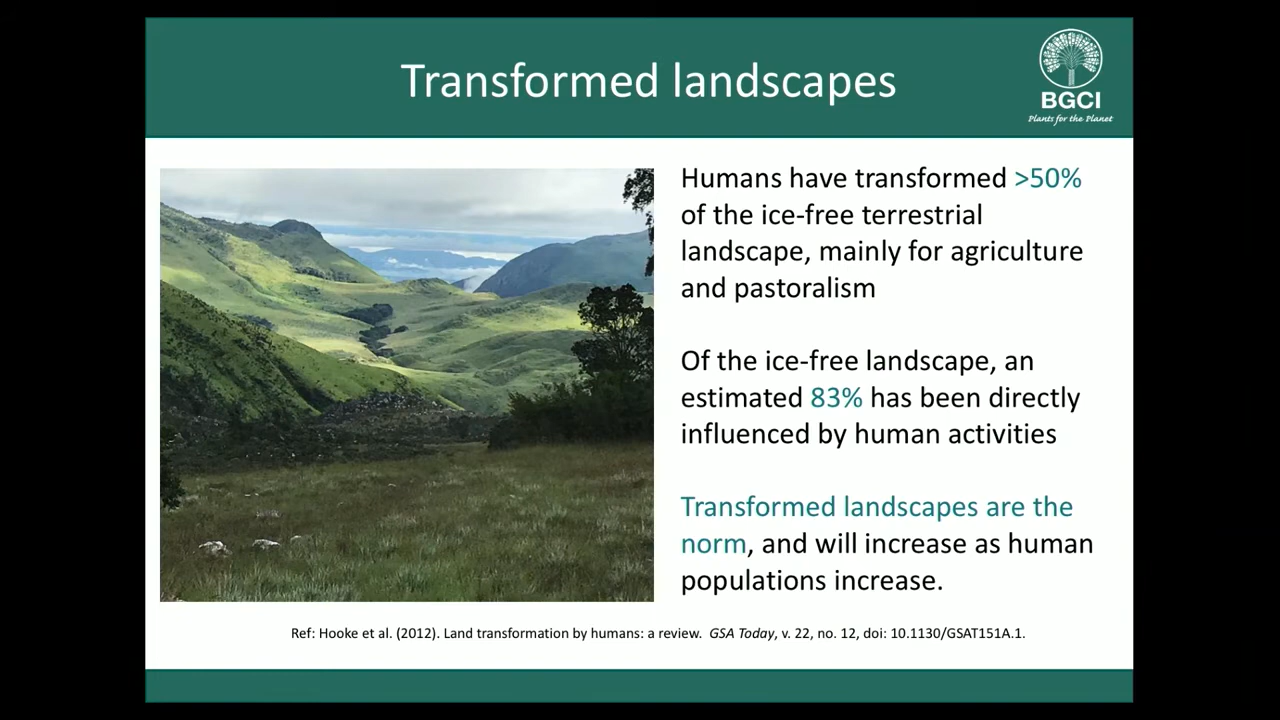 Transformed landscapes
BGCI
Plants for the Planet
Humans have transformed >50%
of the ice-free terrestrial
landscape, mainly for agriculture
and pastoralism
Of the ice-free landscape, an
estimated 83% has been directly
influenced by human activities
Transformed landscapes are the
norm, and will increase as human
populations increase.
Ref: Hooke et al. (2012). Land transformation by humans: a review. GSA Today, v. 22, no. 12, doi: 10.1130/GSAT151A.1.